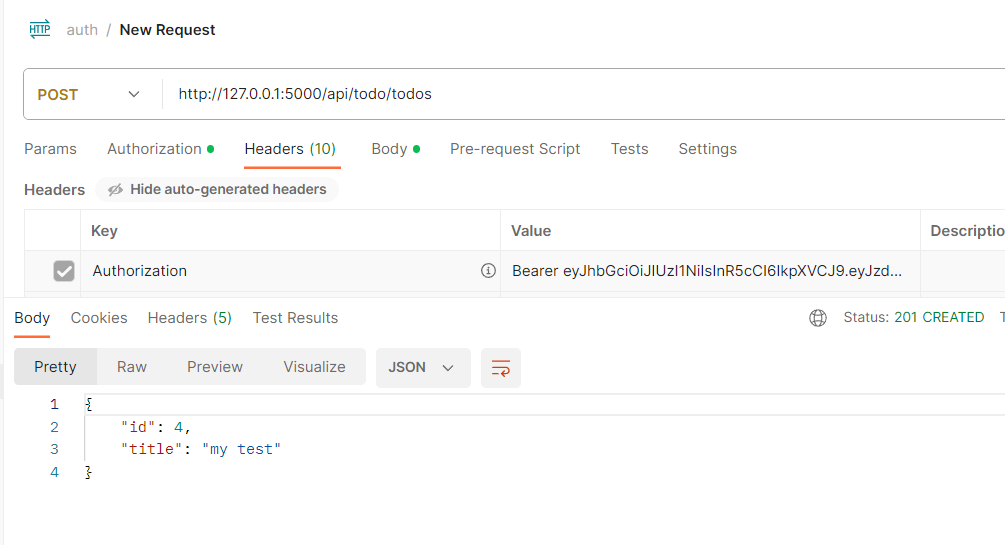 HTTP auth / New Request
POST http://127.0.0.1:5000/api/todo/todos
Params Authorization Headers (10) Body Pre-request Script Tests Settings
Headers Hide auto-generated headers
Key Value Descriptio
Authorization Bearer eyJhbGciOiJIUzI1NiIsInR5cCI6IkpXVCJ9.eyJzd...
Body Cookies Headers (5) Test Results Status: 201 CREATED T
Pretty Raw Preview Visualize JSON
1 {
2 "id": 4,
3 "title": "my test"
4 }